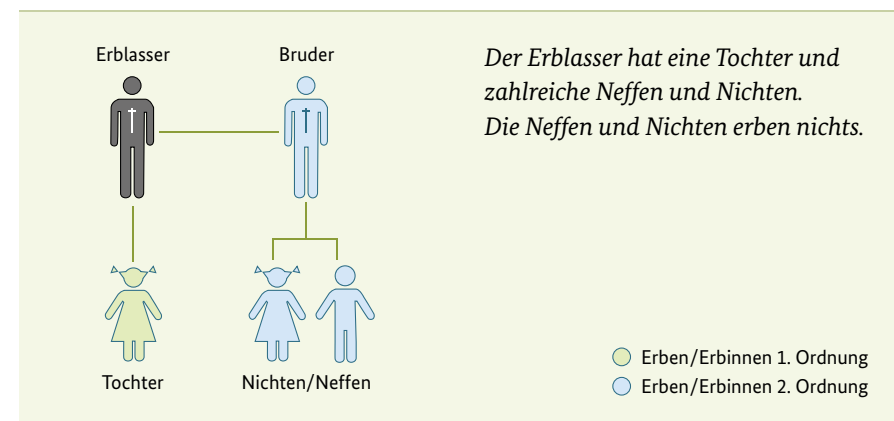 Erblasser
Bruder
Der Erblasser hat eine Tochter und
zahlreiche Neffen und Nichten.
Die Neffen und Nichten erben nichts.
Tochter
Nichten/Neffen
Erben/Erbinnen 1. Ordnung
Erben/Erbinnen 2. Ordnung